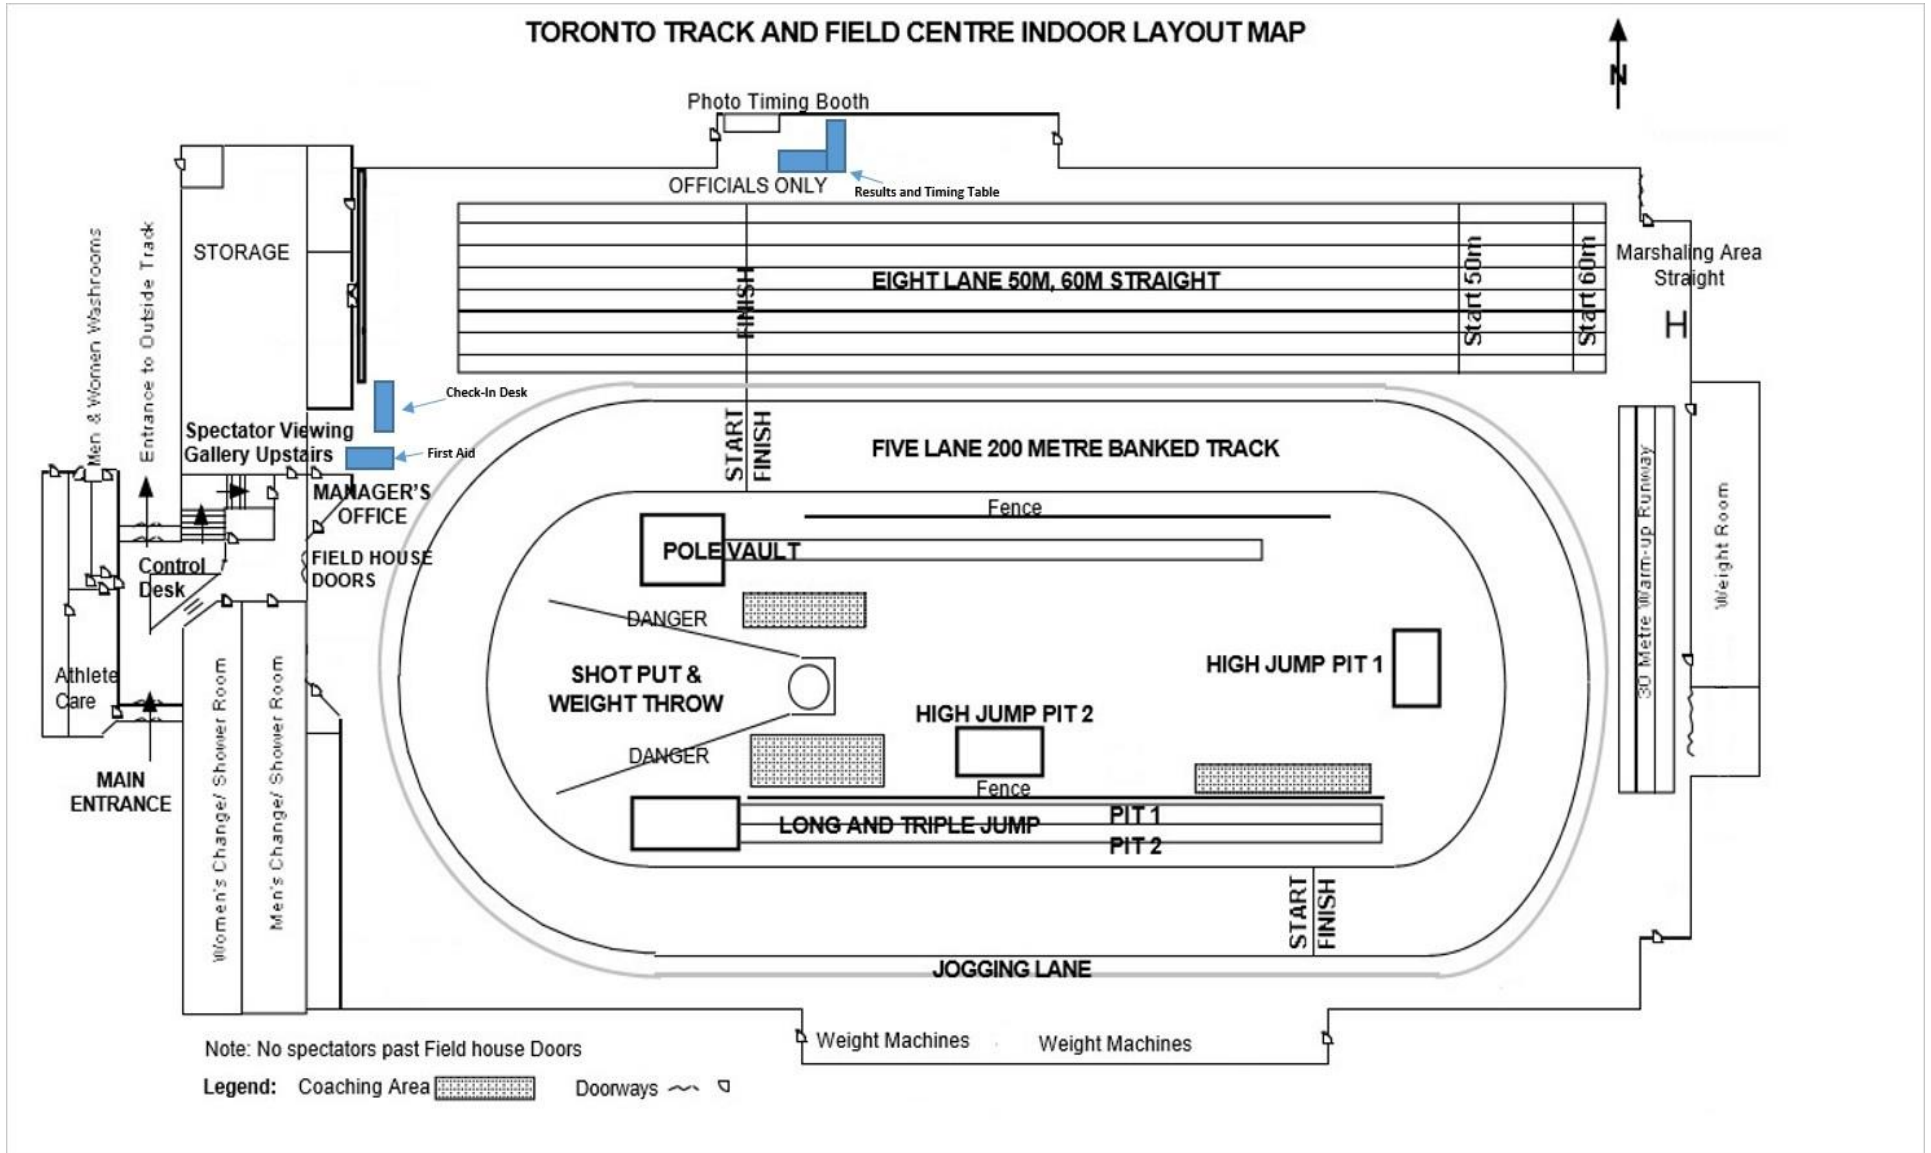 TORONTO TRACK AND FIELD CENTRE INDOOR LAYOUT MAP
N
Photo Timing Booth
OFFICIALS ONLY
Results and Timing Table
Men & Women Washrooms
Entrance to Outside Track
STORAGE
FINISH
EIGHT LANE 50M, 60M STRAIGHT
Start 50m
Start 60m
Marshaling Area
Straight
H
Check-In Desk
Spectator Viewing
Gallery Upstairs
First Aid
START
FINISH
FIVE LANE 200 METRE BANKED TRACK
MANAGER'S
OFFICE
Fence
POLE VAULT
Control
Desk
FIELD HOUSE
DOORS
30 Metre Warm-up Runway
Weight Room
DANGER
SHOT PUT &
WEIGHT THROW
HIGH JUMP PIT 1
HIGH JUMP PIT 2
Athlete
Care
DANGER
MAIN
ENTRANCE
Women's Change/ Shower Room
Men's Change/ Shower Room
Fence
LONG AND TRIPLE JUMP
PIT 1
PIT 2
START
FINISH
JOGGING LANE
Weight Machines
Weight Machines
Note: No spectators past Field house Doors
Legend: Coaching Area Doorways